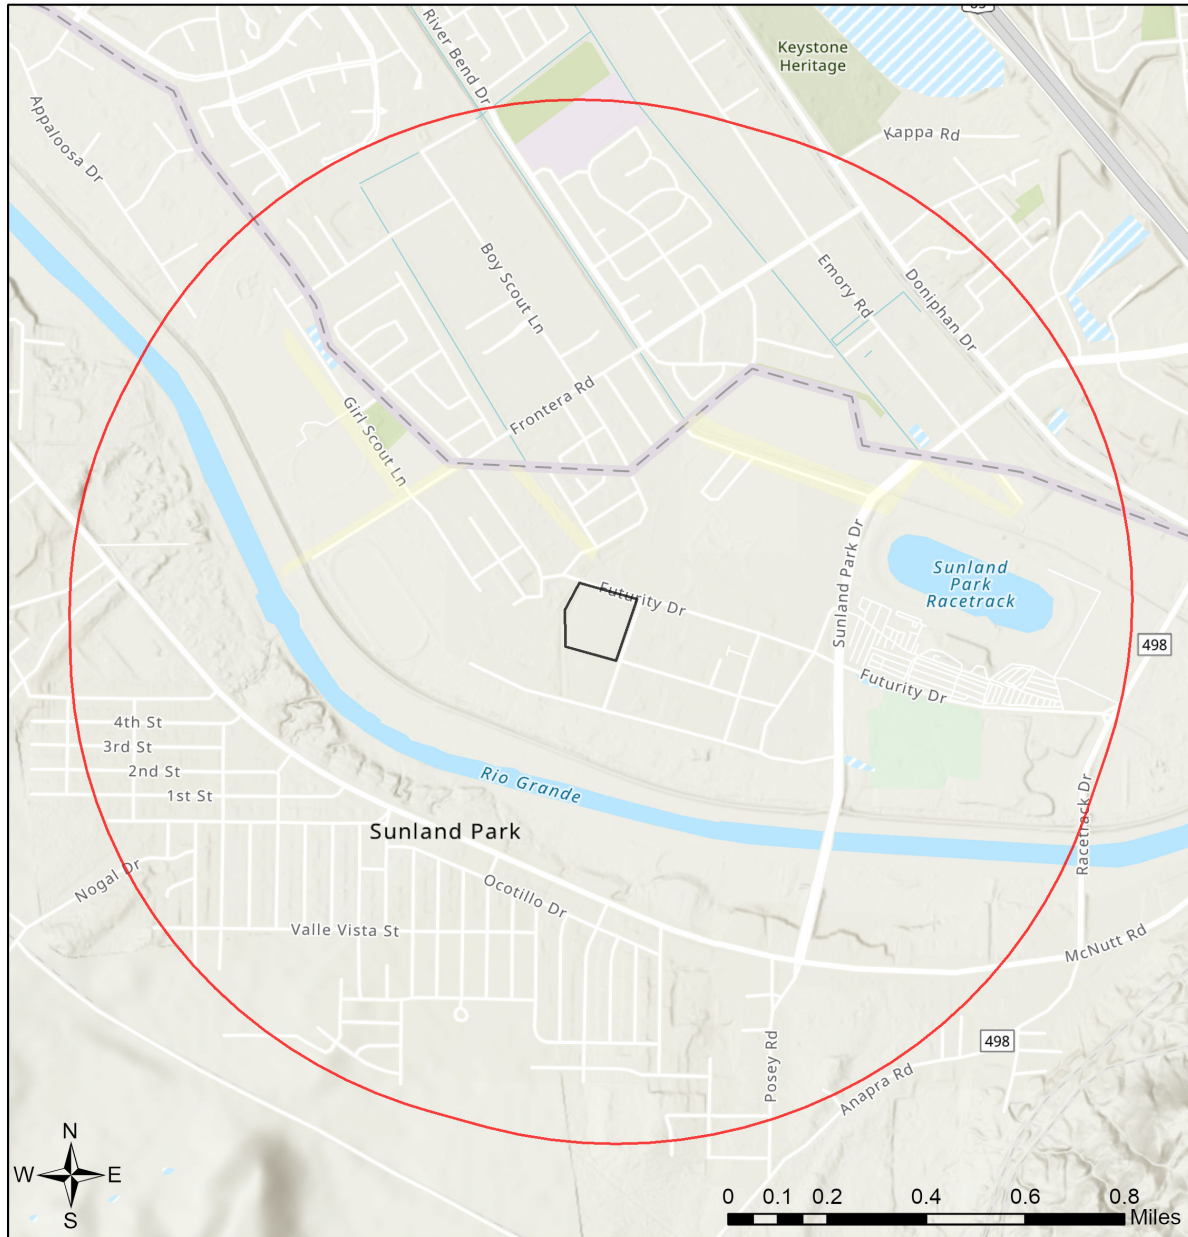 85
River Bend Dr
Keystone
Heritage
Appaloosa Dr
Kappa Rd
Boy Scout Ln
Emory Rd
Doniphan Dr
Frontera Rd
Girl Scout Ln
Sunland Park Dr
Sunland
Park
Racetrack
Futurity Dr
498
Futurity Dr
4th St
3rd St
2nd St
1st St
Rio Grande
Racetrack Dr
Sunland Park
Nogal Dr
Ocotillo Dr
Valle Vista St
McNutt Rd
498
Posey Rd
Anapra Rd
N
W E
S
0 0.1 0.2 0.4 0.6 0.8
Miles